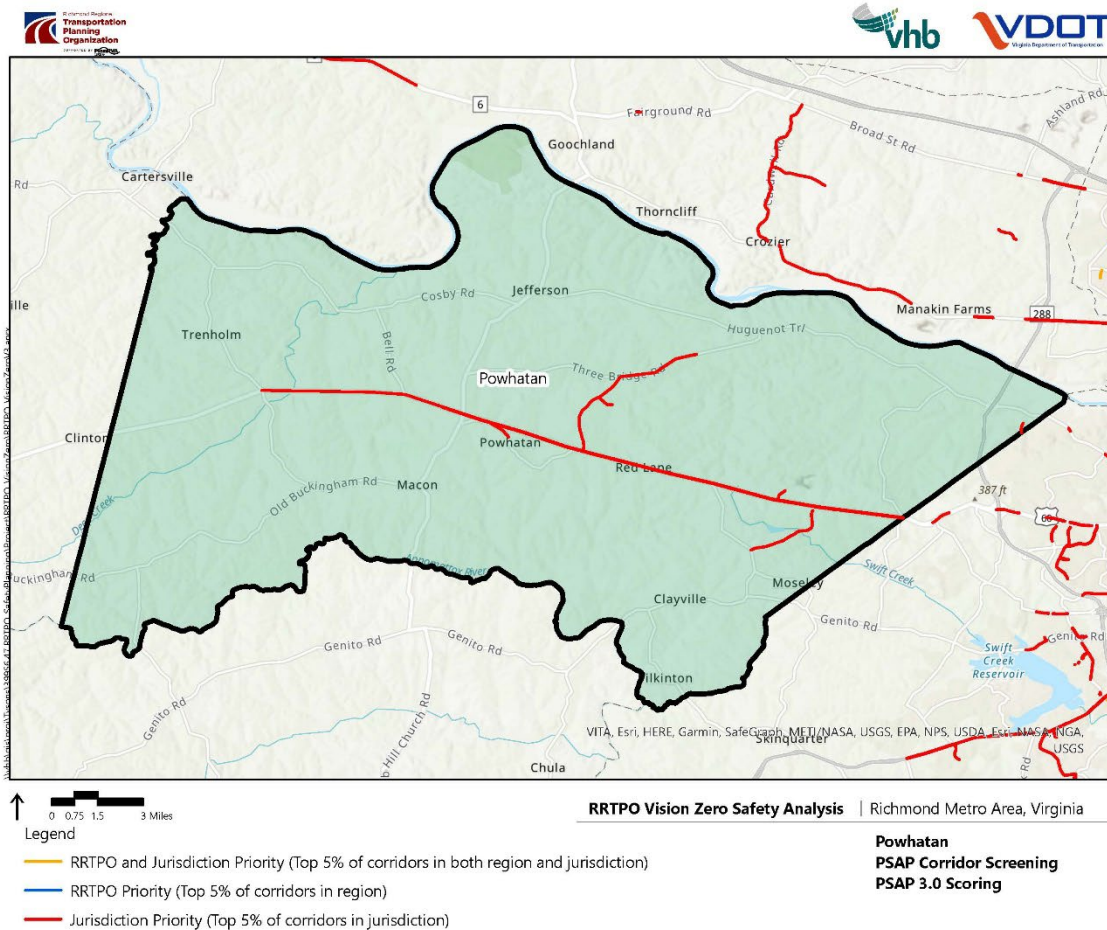 Richmond Regional
Transportation
Planning
Organization
vhb
VDOT
Virginia Department of Transportation
6
Fairground Rd
Ashland Rd
Broad St Rd
Goochland
Cartersville
Rd
Thorncliff
Crozier
Cosby Rd
Jefferson
Manakin Farms
288
ille
Trenholm
Bell Rd
Huguenot Trl
Three Bridge Rd
Powhatan
Clinton
Powhatan
Red Lane
Old Buckingham Rd
Macon
387 ft
60
Deep Creek
Buckingham Rd
Appomattox River
Swift Creek
Moseley
Clayville
Genito Rd
Genito Rd
Genito Rd
Genito Rd
Swift
Creek
Reservoir
ilkinton
Genito Rd
b Hill Church Rd
VITA, Esri, HERE, Garmin, SafeGraph, METI/NASA, USGS, EPA, NPS, USDA, Esri, NASA, NGA,
USGS
Skinquarter
Chula
0 0.75 1.5 3 Miles
RRTPO Vision Zero Safety Analysis | Richmond Metro Area, Virginia
Legend
RRTPO and Jurisdiction Priority (Top 5% of corridors in both region and jurisdiction)
RRTPO Priority (Top 5% of corridors in region)
Jurisdiction Priority (Top 5% of corridors in jurisdiction)
Powhatan
PSAP Corridor Screening
PSAP 3.0 Scoring